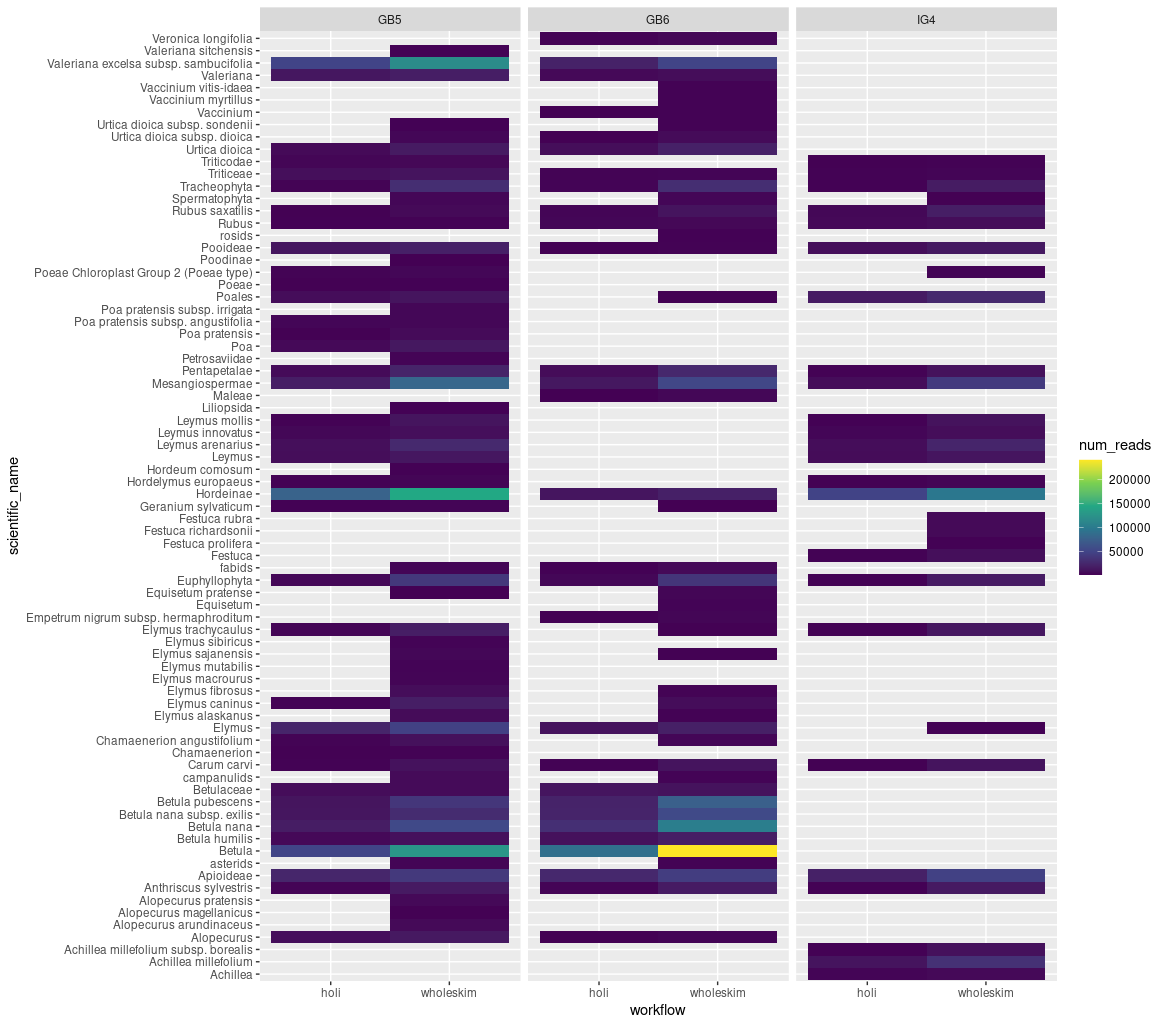 GB5 GB6 IG4
Veronica longifolia
Valeriana sitchensis
Valeriana excelsa subsp. sambucifolia
Valeriana
Vaccinium vitis-idaea
Vaccinium myrtillus
Vaccinium
Urtica dioica subsp. sondenii
Urtica dioica subsp. dioica
Urtica dioica
Triticodae
Triticeae
Tracheophyta
Spermatophyta
Rubus saxatilis
Rubus
rosids
Pooideae
Poodinae
Poeae Chloroplast Group 2 (Poeae type)
Poeae
Poales
Poa pratensis subsp. irrigata
Poa pratensis subsp. angustifolia
Poa pratensis
Poa
Petrosaviidae
Pentapetalae
Mesangiospermae
Maleae
Liliopsida
Leymus mollis
Leymus innovatus
Leymus arenarius
Leymus
Hordeum comosum
Hordelymus europaeus
Hordeinae
Geranium sylvaticum
Festuca rubra
Festuca richardsonii
Festuca prolifera
Festuca
fabids
Euphyllophyta
Equisetum pratense
Equisetum
Empetrum nigrum subsp. hermaphroditum
Elymus trachycaulus
Elymus sibiricus
Elymus sajanensis
Elymus mutabilis
Elymus macrourus
Elymus fibrosus
Elymus caninus
Elymus alaskanus
Elymus
Chamaenerion angustifolium
Chamaenerion
Carum carvi
campanulids
Betulaceae
Betula pubescens
Betula nana subsp. exilis
Betula nana
Betula humilis
Betula
asterids
Apioideae
Anthriscus sylvestris
Alopecurus pratensis
Alopecurus magellanicus
Alopecurus arundinaceus
Alopecurus
Achillea millefolium subsp. borealis
Achillea millefolium
Achillea
scientific_name
holi wholeskim holi wholeskim holi wholeskim
workflow
num_reads
200000
150000
100000
50000